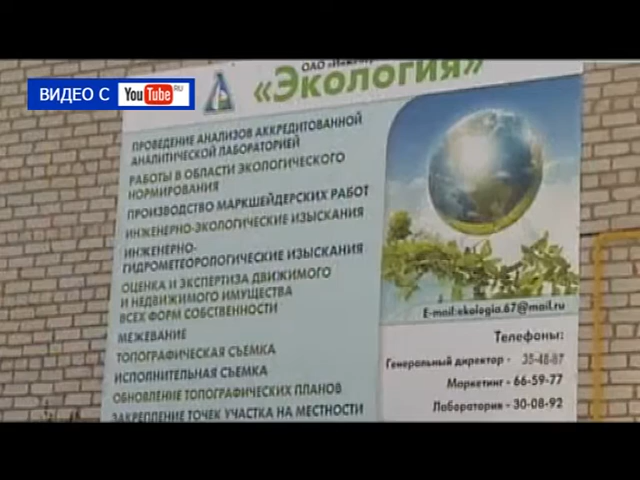 ВИДЕО С YouTube RU
ОАО
«Экология»
ПРОВЕДЕНИЕ АНАЛИЗОВ АККРЕДИТОВАННОЙ
АНАЛИТИЧЕСКОЙ ЛАБОРАТОРИЕЙ
РАБОТЫ В ОБЛАСТИ ЭКОЛОГИЧЕСКОГО
НОРМИРОВАНИЯ
ПРОИЗВОДСТВО МАРКШЕЙДЕРСКИХ РАБОТ
ИНЖЕНЕРНО-ЭКОЛОГИЧЕСКИЕ ИЗЫСКАНИЯ
ИНЖЕНЕРНО-
ГИДРОМЕТЕОРОЛОГИЧЕСКИЕ ИЗЫСКАНИЯ
ОЦЕНКА И ЭКСПЕРТИЗА ДВИЖИМОГО
И НЕДВИЖИМОГО ИМУЩЕСТВА
ВСЕХ ФОРМ СОБСТВЕННОСТИ
МЕЖЕВАНИЕ
ТОПОГРАФИЧЕСКАЯ СЪЕМКА
ИСПОЛНИТЕЛЬНАЯ СЪЕМКА
ОБНОВЛЕНИЕ ТОПОГРАФИЧЕСКИХ ПЛАНОВ
ЗАКРЕПЛЕНИЕ ТОЧЕК УЧАСТКА НА МЕСТНОСТИ
E-mail:ekologia.67@mail.ru
Телефоны:
Генеральный директор - 35-48-87
Маркетинг - 66-59-77
Лаборатория - 30-08-92